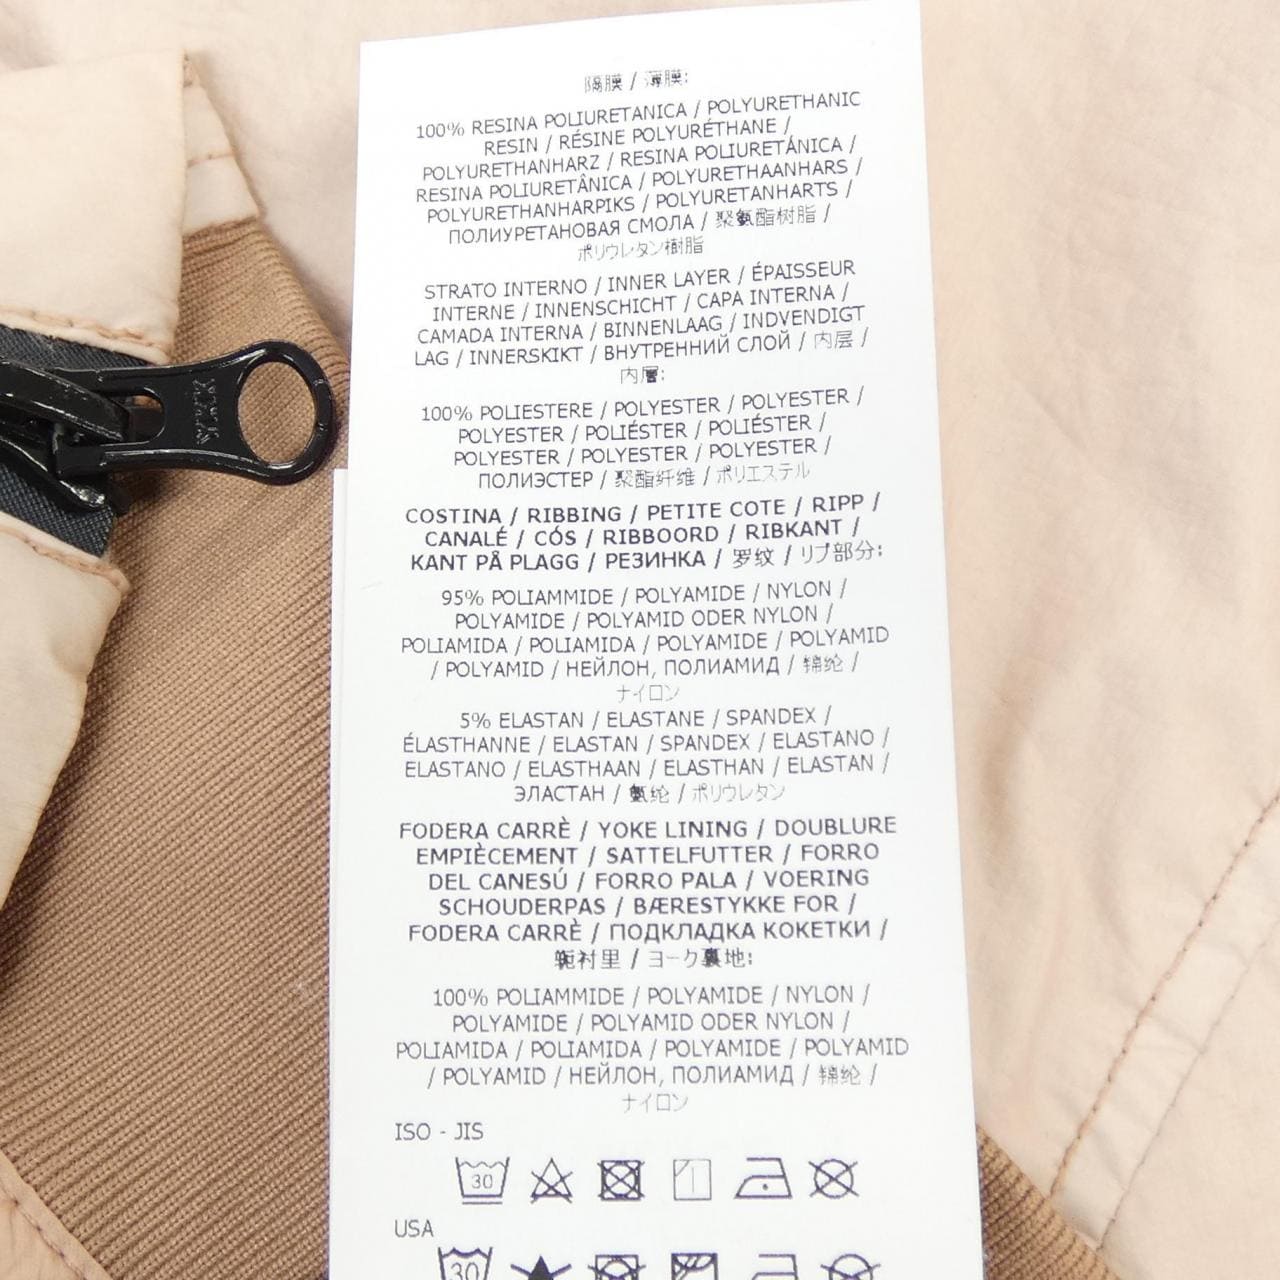 隔膜 / 薄膜:
100% RESINA POLIURETANICA / POLYURETHANIC
RESIN / RÉSINE POLYURÉTHANE /
POLYURETHANHARZ / RESINA POLIURETÁNICA /
RESINA POLIURETÂNICA / POLYURETHAANHARS /
POLYURETHANHARPIKS / POLYURETANHARTS /
ПОЛИУРЕТАНОВАЯ СМОЛА / 聚氨酯树脂 /
ポリウレタン樹脂
STRATO INTERNO / INNER LAYER / ÉPAISSEUR
INTERNE / INNENSCHICHT / CAPA INTERNA /
CAMADA INTERNA / BINNENLAAG / INDVENDIGT
LAG / INNERSKIKT / ВНУТРЕННИЙ СЛОЙ / 内层 /
内層:
100% POLIESTERE / POLYESTER / POLYESTER /
POLYESTER / POLIÉSTER / POLIÉSTER /
POLYESTER / POLYESTER / POLYESTER /
ПОЛИЭСТЕР / 聚酯纤维 / ポリエステル
COSTINA / RIBBING / PETITE COTE / RIPP /
CANALÉ / CÓS / RIBBOORD / RIBKANT /
KANT PÅ PLAGG / РЕЗИНКА / 罗纹 / リブ部分:
95% POLIAMMIDE / POLYAMIDE / NYLON /
POLYAMIDE / POLYAMID ODER NYLON /
POLIAMIDA / POLIAMIDA / POLYAMIDE / POLYAMID
/ POLYAMID / НЕЙЛОН, ПОЛИАМИД / 锦纶 /
ナイロン
5% ELASTAN / ELASTANE / SPANDEX /
ÉLASTHANNE / ELASTAN / SPANDEX / ELASTANO /
ELASTANO / ELASTHAAN / ELASTHAN / ELASTAN /
ЭЛАСТАН / 氨纶 / ポリウレタン
FODERA CARRÈ / YOKE LINING / DOUBLURE
EMPIÈCEMENT / SATTELFUTTER / FORRO
DEL CANESÚ / FORRO PALA / VOERING
SCHOUDERPAS / BÆRESTYKKE FOR /
FODERA CARRÈ / ПОДКЛАДКА КОКЕТКИ /
衬里 / ヨーク裏地:
100% POLIAMMIDE / POLYAMIDE / NYLON /
POLYAMIDE / POLYAMID ODER NYLON /
POLIAMIDA / POLIAMIDA / POLYAMIDE / POLYAMID
/ POLYAMID / НЕЙЛОН, ПОЛИАМИД / 锦纶 /
ナイロン
ISO - JIS
30
USA
30